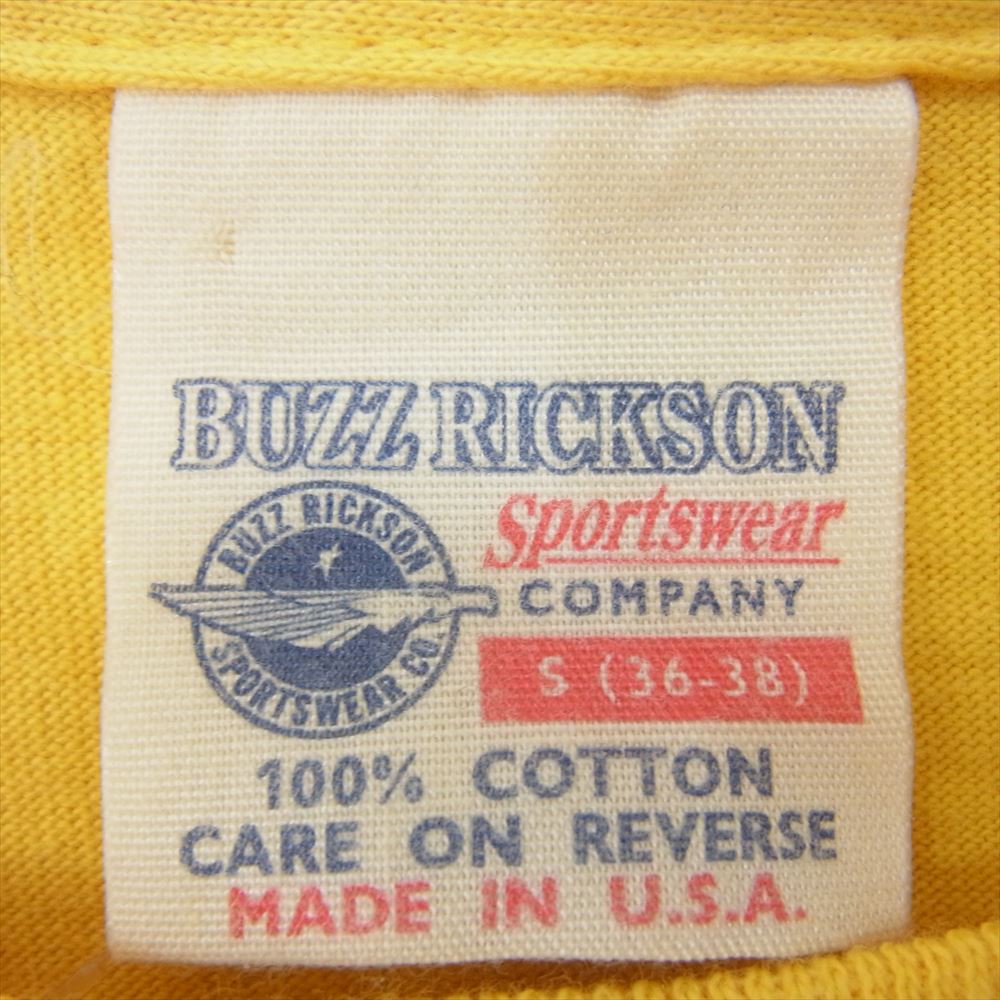 BUZZ RICKSON
BUZZ RICKSON
SPORTSWEAR CO.
Sportswear
COMPANY
S (36-38)
100% COTTON
CARE ON REVERSE
MADE IN U.S.A.